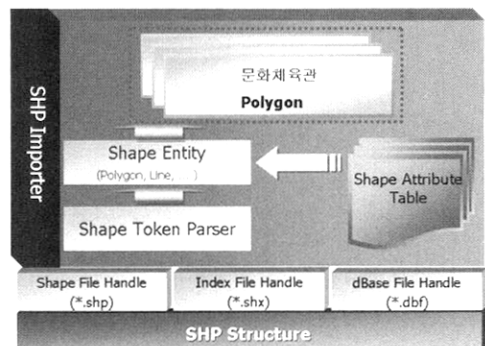 SHP Importer
문화체육관
Polygon
Shape Entity
(Polygon, Line, ...)
Shape Token Parser
Shape Attribute
Table
Shape File Handle
(*.shp)
Index File Handle
(*.shx)
dBase File Handle
(*.dbf)
SHP Structure